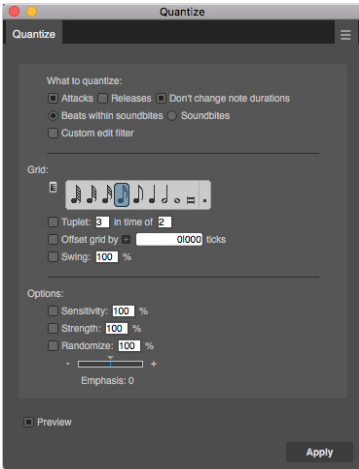 Quantize
Quantize
What to quantize:
Attacks Releases Don't change note durations
Beats within soundbites Soundbites
Custom edit filter
Grid:
E
Tuplet: 3 in time of 2
Offset grid by + 0|000 ticks
Swing: 100 %
Options:
Sensitivity: 100 %
Strength: 100 %
Randomize: 100 %
- +
Emphasis: 0
Preview
Apply